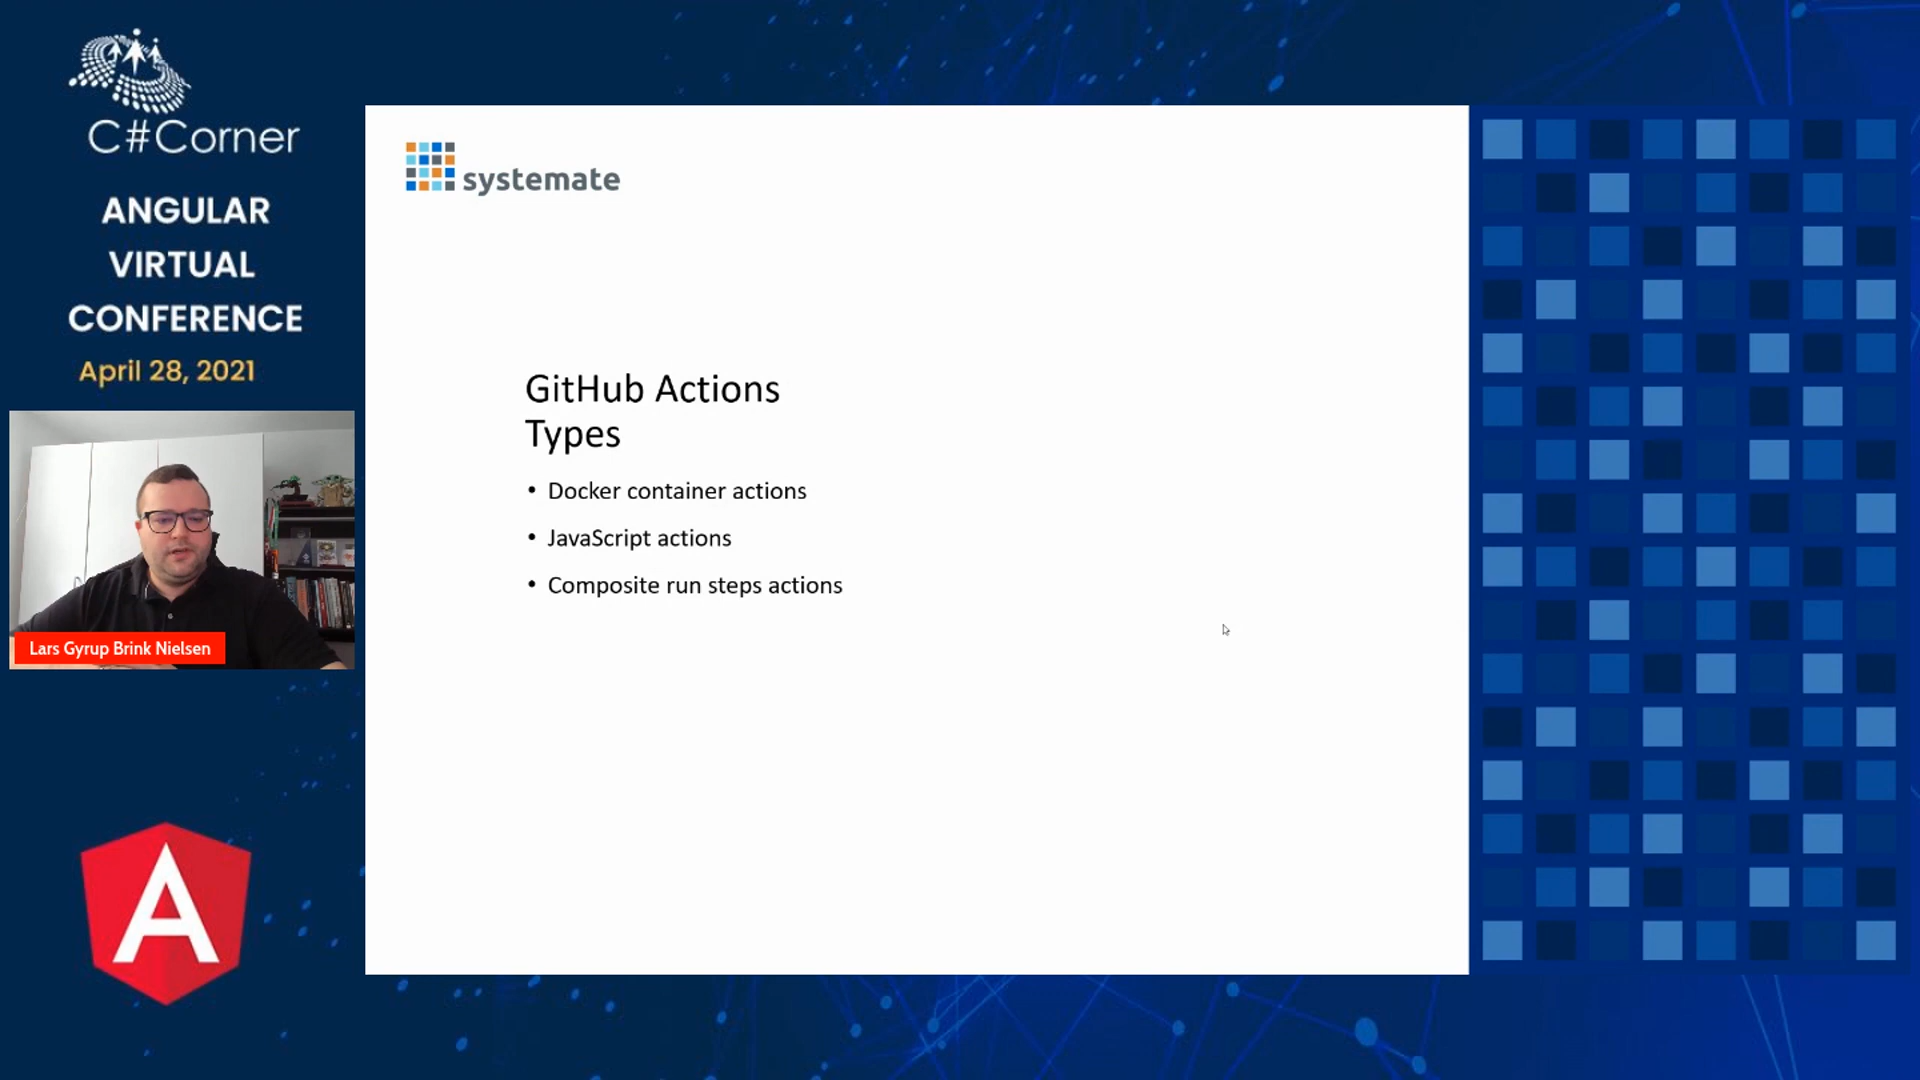 C#Corner
ANGULAR
VIRTUAL
CONFERENCE
April 28, 2021
Lars Gyrup Brink Nielsen
A
systemate
GitHub Actions
Types
• Docker container actions
• JavaScript actions
• Composite run steps actions